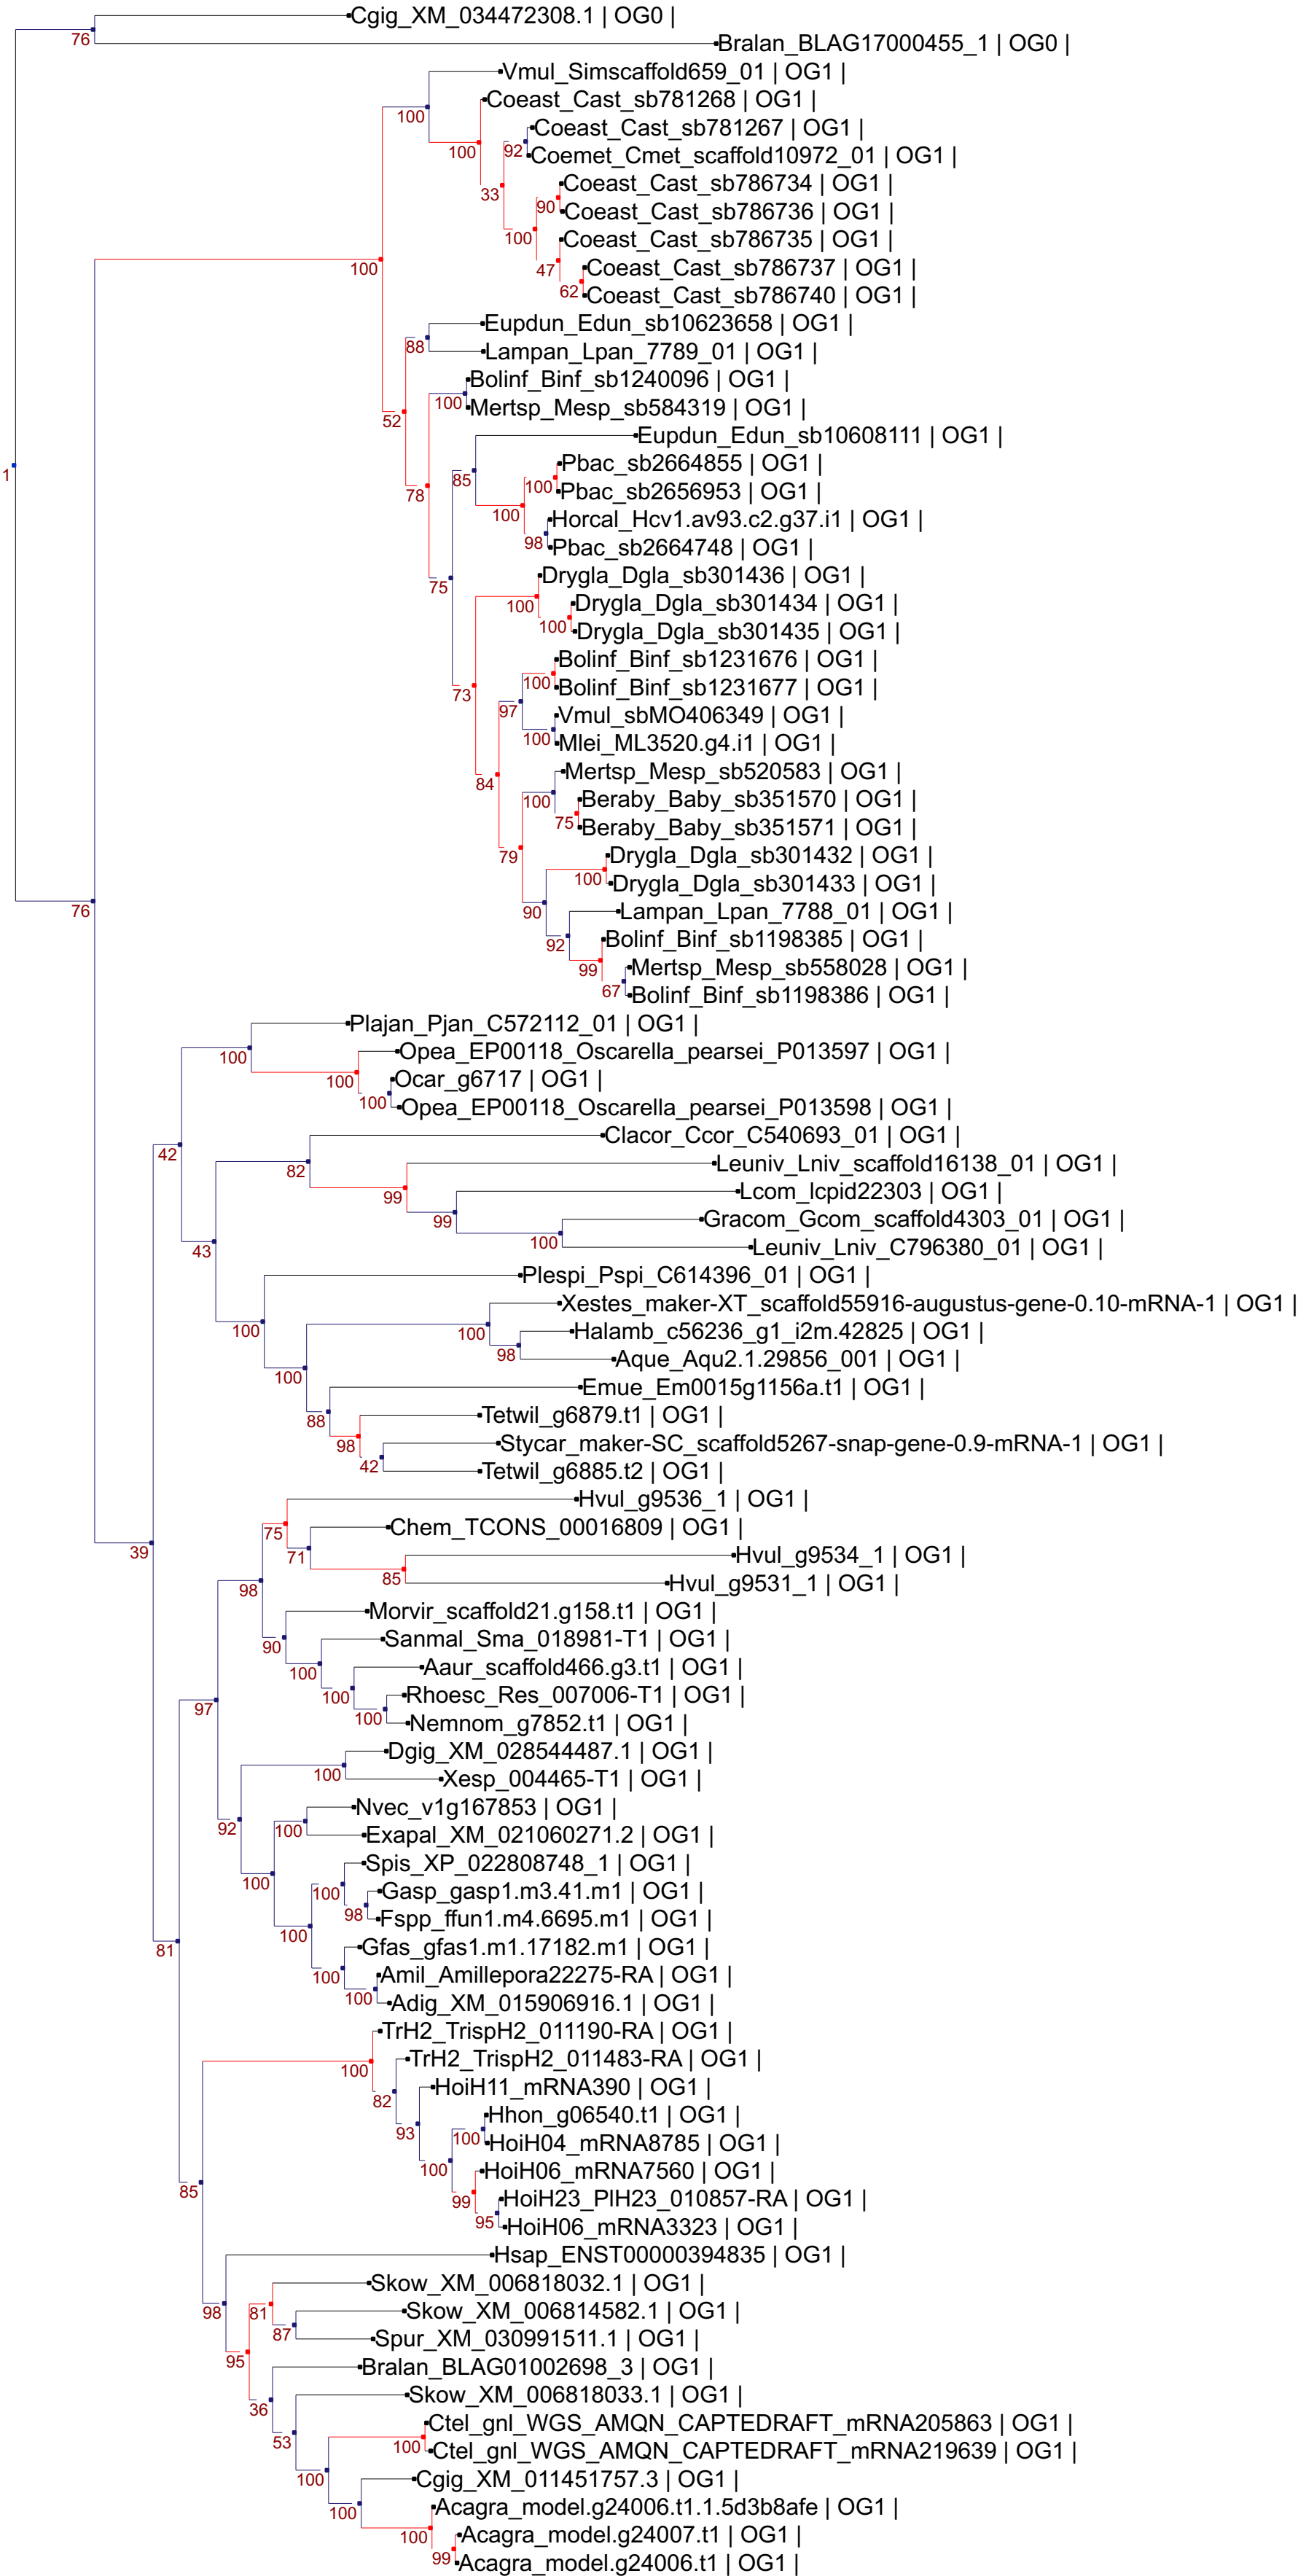 Cgig_XM_034472308.1 | OG0 |
76
Bralan_BLAG17000455_1 | OG0 |
Vmul_Simscaffold659_01 | OG1 |
Coeast_Cast_sb781268 | OG1 |
100
Coeast_Cast_sb781267 | OG1 |
100
92
Coemet_Cmet_scaffold10972_01 | OG1 |
Coeast_Cast_sb786734 | OG1 |
33
90
Coeast_Cast_sb786736 | OG1 |
100
Coeast_Cast_sb786735 | OG1 |
100
47
Coeast_Cast_sb786737 | OG1 |
62
Coeast_Cast_sb786740 | OG1 |
Eupdun_Edun_sb10623658 | OG1 |
88
Lampan_Lpan_7789_01 | OG1 |
Bolinf_Binf_sb1240096 | OG1 |
100
Mertsp_Mesp_sb584319 | OG1 |
52
Eupdun_Edun_sb10608111 | OG1 |
Pbac_sb2664855 | OG1 |
1
85
100
Pbac_sb2656953 | OG1 |
78
100
Horcal_Hcv1.av93.c2.g37.i1 | OG1 |
98
Pbac_sb2664748 | OG1 |
Drygla_Dgla_sb301436 | OG1 |
75
100
Drygla_Dgla_sb301434 | OG1 |
100
Drygla_Dgla_sb301435 | OG1 |
Bolinf_Binf_sb1231676 | OG1 |
100
Bolinf_Binf_sb1231677 | OG1 |
73
97
Vmul_sbMO406349 | OG1 |
100
Mlei_ML3520.g4.i1 | OG1 |
Mertsp_Mesp_sb520583 | OG1 |
84
100
Beraby_Baby_sb351570 | OG1 |
75
Beraby_Baby_sb351571 | OG1 |
79
Drygla_Dgla_sb301432 | OG1 |
100
Drygla_Dgla_sb301433 | OG1 |
76
90
Lampan_Lpan_7788_01 | OG1 |
92
Bolinf_Binf_sb1198385 | OG1 |
99
Mertsp_Mesp_sb558028 | OG1 |
67
Bolinf_Binf_sb1198386 | OG1 |
Plajan_Pjan_C572112_01 | OG1 |
100
Opea_EP00118_Oscarella_pearsei_P013597 | OG1 |
100
Ocar_g6717 | OG1 |
100
Opea_EP00118_Oscarella_pearsei_P013598 | OG1 |
Clacor_Ccor_C540693_01 | OG1 |
42
82
Leuniv_Lniv_scaffold16138_01 | OG1 |
99
Lcom_lcpid22303 | OG1 |
99
Gracom_Gcom_scaffold4303_01 | OG1 |
43
100
Leuniv_Lniv_C796380_01 | OG1 |
Plespi_Pspi_C614396_01 | OG1 |
Xestes_maker-XT_scaffold55916-augustus-gene-0.10-mRNA-1 | OG1 |
100
100
Halamb_c56236_g1_i2m.42825 | OG1 |
98
Aque_Aqu2.1.29856_001 | OG1 |
100
Emue_Em0015g1156a.t1 | OG1 |
88
Tetwil_g6879.t1 | OG1 |
98
Stycar_maker-SC_scaffold5267-snap-gene-0.9-mRNA-1 | OG1 |
42
Tetwil_g6885.t2 | OG1 |
Hvul_g9536_1 | OG1 |
75
Chem_TCONS_00016809 | OG1 |
39
71
Hvul_g9534_1 | OG1 |
85
Hvul_g9531_1 | OG1 |
98
Morvir_scaffold21.g158.t1 | OG1 |
90
Sanmal_Sma_018981-T1 | OG1 |
100
Aaur_scaffold466.g3.t1 | OG1 |
100
Rhoesc_Res_007006-T1 | OG1 |
97
100
Nemnom_g7852.t1 | OG1 |
Dgig_XM_028544487.1 | OG1 |
100
Xesp_004465-T1 | OG1 |
Nvec_v1g167853 | OG1 |
92
100
Exapal_XM_021060271.2 | OG1 |
Spis_XP_022808748_1 | OG1 |
100
100
Gasp_gasp1.m3.41.m1 | OG1 |
98
Fspp_ffun1.m4.6695.m1 | OG1 |
100
Gfas_gfas1.m1.17182.m1 | OG1 |
81
100
Amil_Amillepora22275-RA | OG1 |
100
Adig_XM_015906916.1 | OG1 |
TrH2_TrispH2_011190-RA | OG1 |
100
TrH2_TrispH2_011483-RA | OG1 |
82
HoiH11_mRNA390 | OG1 |
93
Hhon_g06540.t1 | OG1 |
100
HoiH04_mRNA8785 | OG1 |
100
HoiH06_mRNA7560 | OG1 |
85
99
HoiH23_PlH23_010857-RA | OG1 |
95
HoiH06_mRNA3323 | OG1 |
Hsap_ENST00000394835 | OG1 |
Skow_XM_006818032.1 | OG1 |
98
81
Skow_XM_006814582.1 | OG1 |
87
Spur_XM_030991511.1 | OG1 |
95
Bralan_BLAG01002698_3 | OG1 |
36
Skow_XM_006818033.1 | OG1 |
53
Ctel_gnl_WGS_AMQN_CAPTEDRAFT_mRNA205863 | OG1 |
100
Ctel_gnl_WGS_AMQN_CAPTEDRAFT_mRNA219639 | OG1 |
100
Cgig_XM_011451757.3 | OG1 |
100
Acagra_model.g24006.t1.1.5d3b8afe | OG1 |
100
Acagra_model.g24007.t1 | OG1 |
99
Acagra_model.g24006.t1 | OG1 |